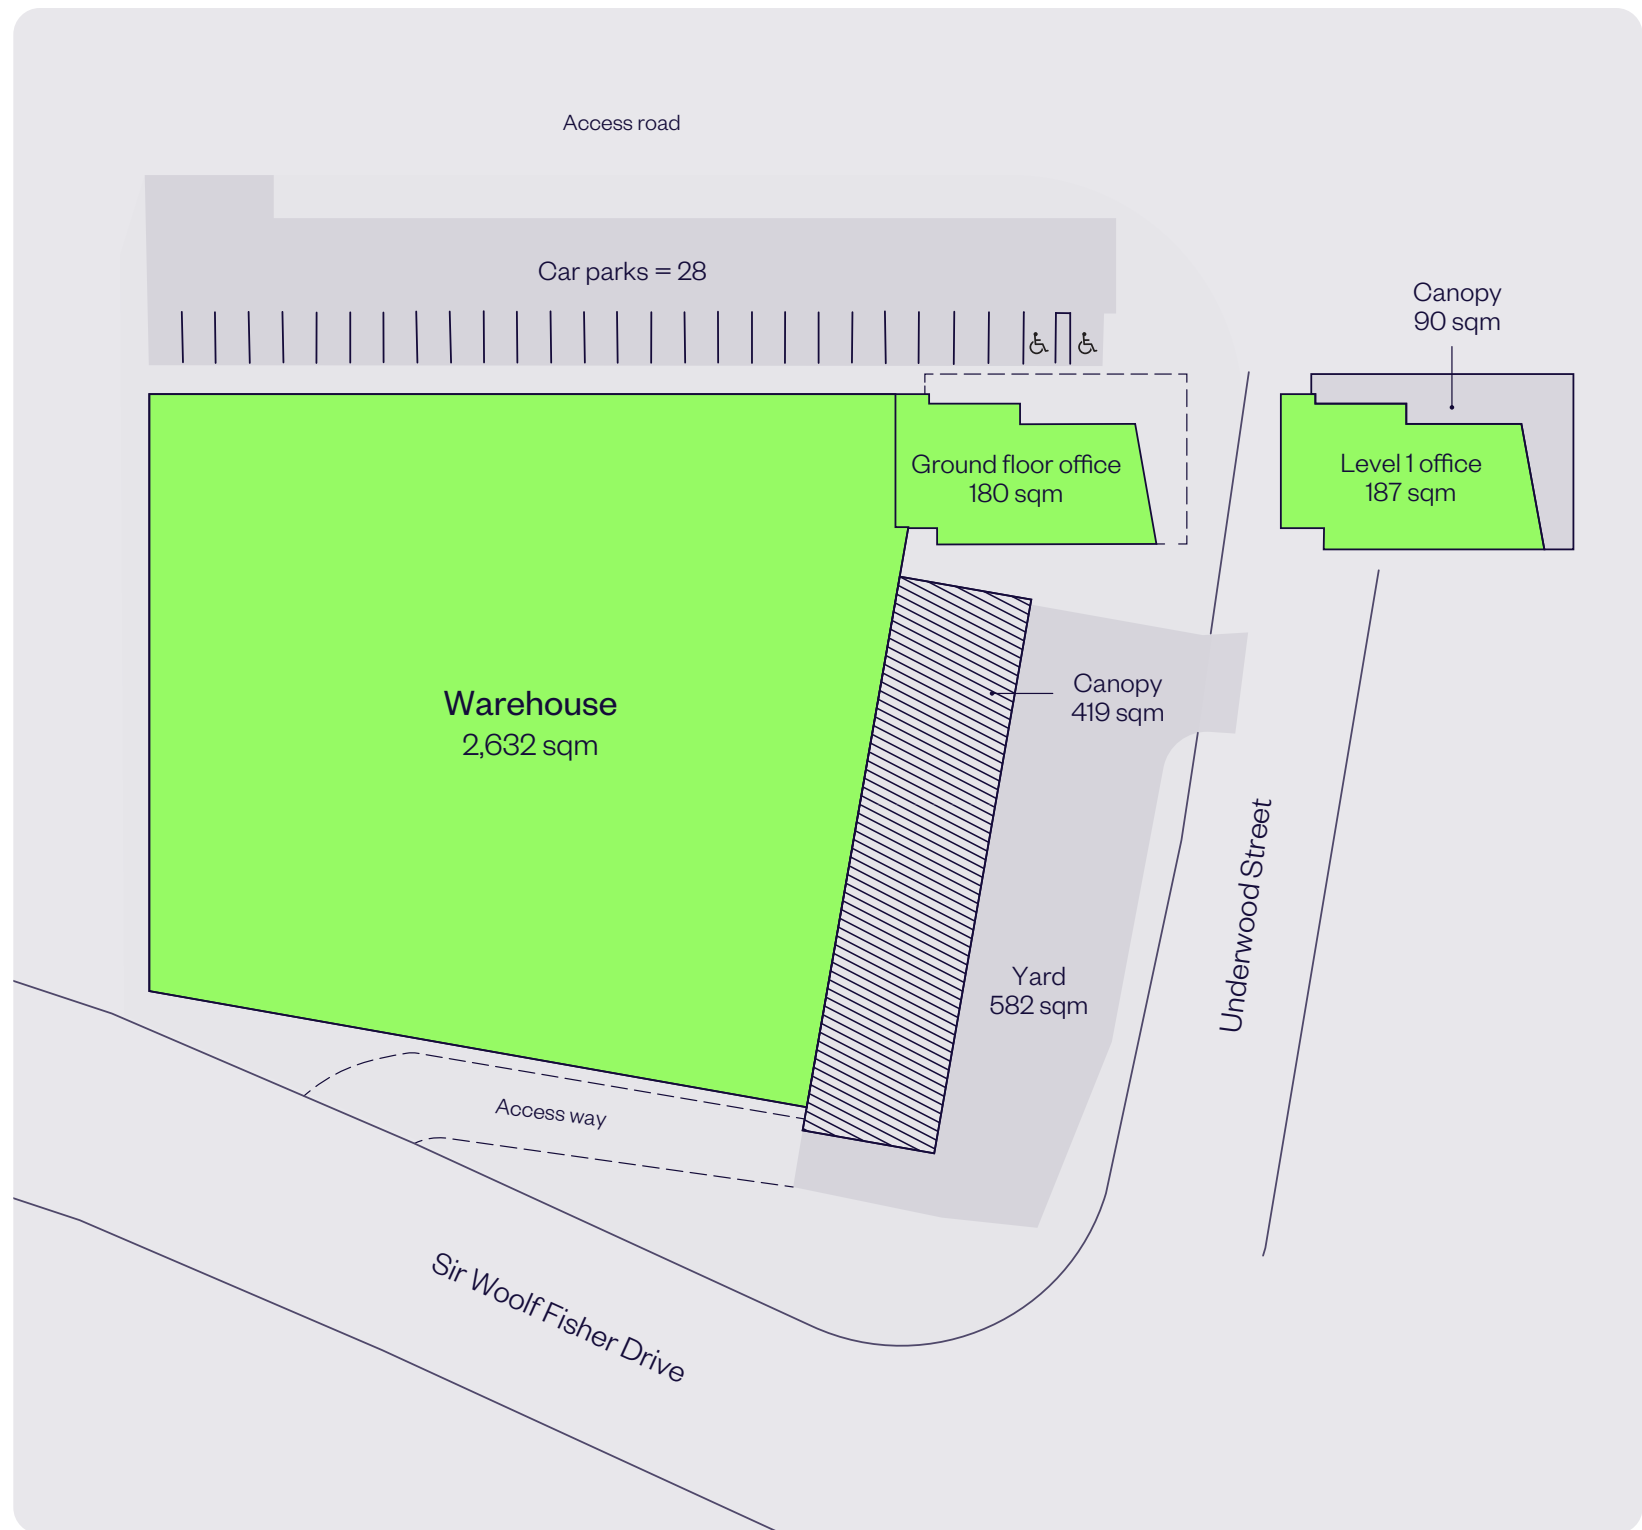 Access road
Car parks = 28
Canopy
90 sqm
Ground floor office
180 sqm
Level 1 office
187 sqm
Warehouse
2,632 sqm
Canopy
419 sqm
Underwood Street
Yard
582 sqm
Access way
Sir Woolf Fisher Drive